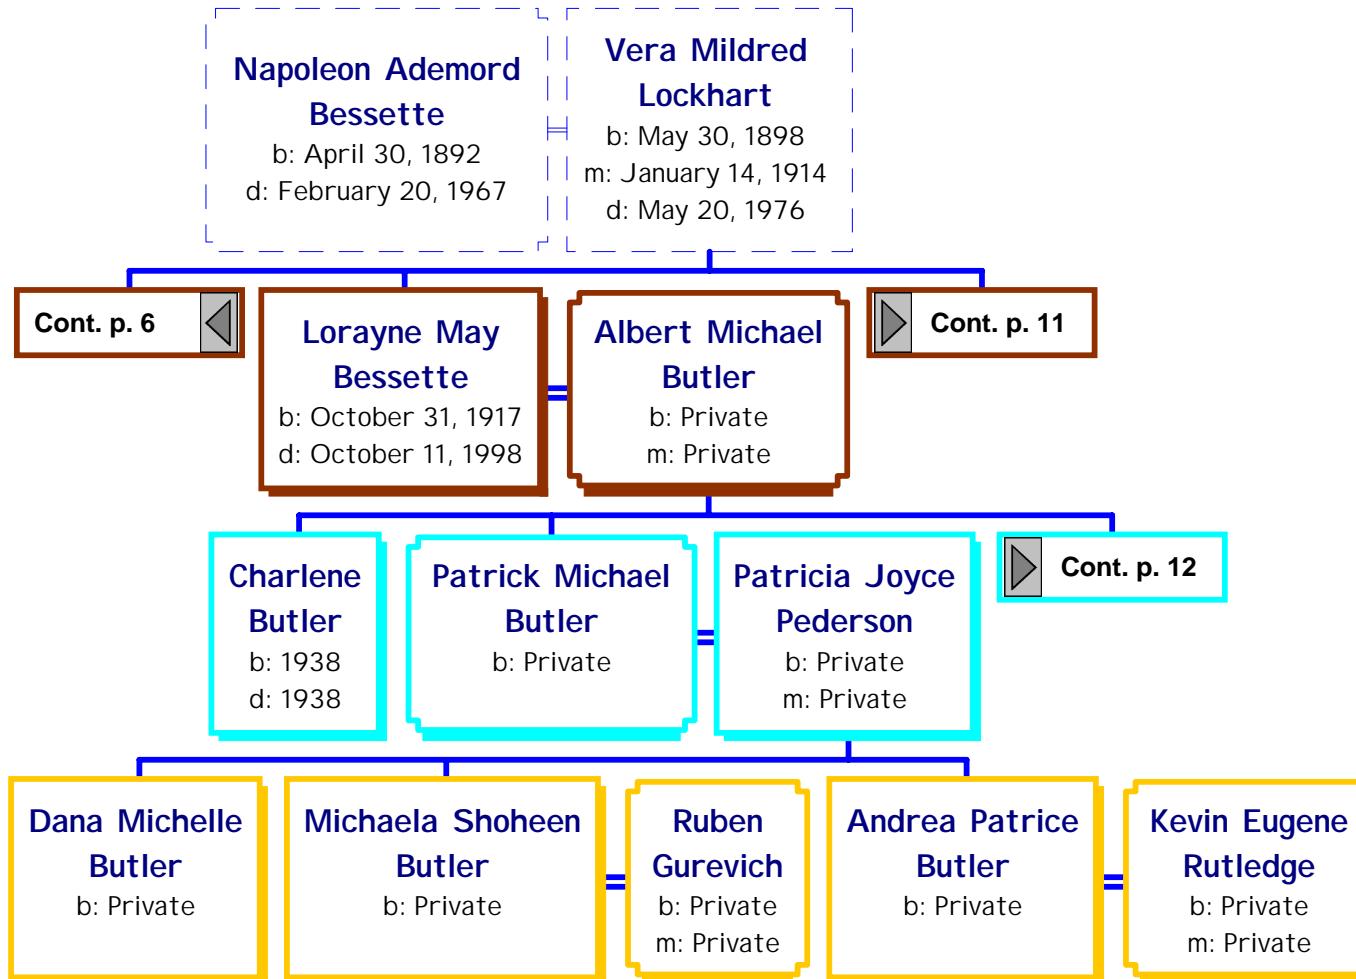 Napoleon Ademord
Bessette
b: April 30, 1892
d: February 20, 1967
Vera Mildred
Lockhart
b: May 30, 1898
m: January 14, 1914
d: May 20, 1976
Cont. p. 6
Lorayne May
Bessette
b: October 31, 1917
d: October 11, 1998
Albert Michael
Butler
b: Private
m: Private
Cont. p. 11
Charlene
Butler
b: 1938
d: 1938
Patrick Michael
Butler
b: Private
Patricia Joyce
Pederson
b: Private
m: Private
Cont. p. 12
Dana Michelle
Butler
b: Private
Michaela Shoheen
Butler
b: Private
Ruben
Gurevich
b: Private
m: Private
Andrea Patrice
Butler
b: Private
Kevin Eugene
Rutledge
b: Private
m: Private